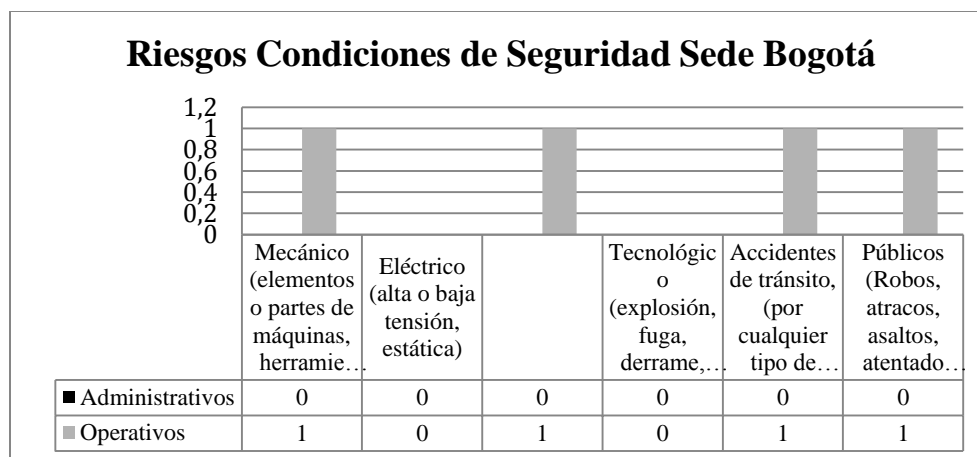 Riesgos Condiciones de Seguridad Sede Bogotá
1,2
1
0,8
0,6
0,4
0,2
0
Mecánico
(elementos
o partes de
máquinas,
herramie…
Eléctrico
(alta o baja
tensión,
estática)
Tecnológic
o
(explosión,
fuga,
derrame,…
Accidentes
de tránsito,
(por
cualquier
tipo de…
Públicos
(Robos,
atracos,
asaltos,
atentado…
Administrativos 0 0 0 0 0 0
Operativos 1 0 1 0 1 1